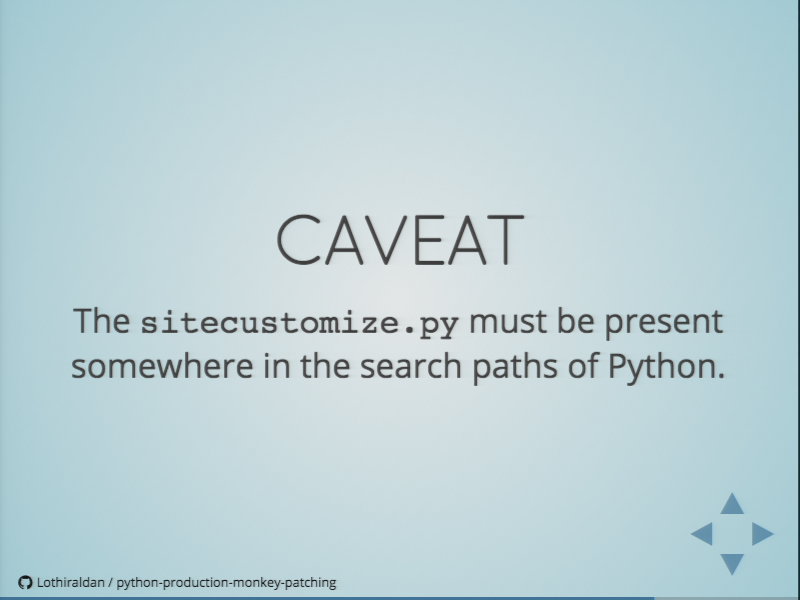 CAVEAT
The sitecustomize.py must be present
somewhere in the search paths of Python.
Lothiraldan / python-production-monkey-patching